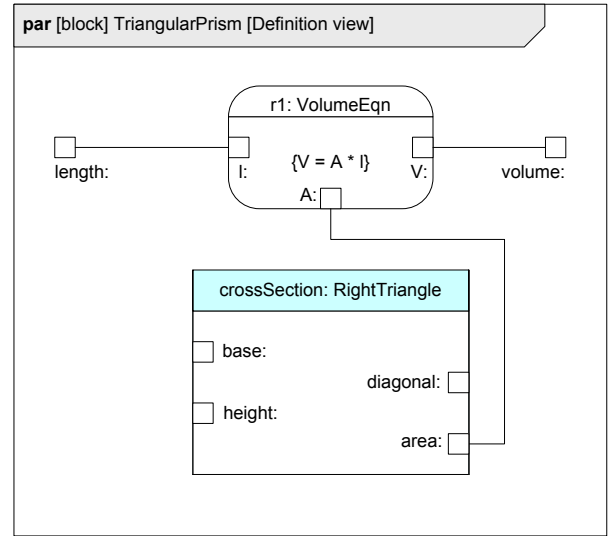 par [block] TriangularPrism [Definition view]
r1: VolumeEqn
length:
l:
{V = A * l}
V:
volume:
A:
crossSection: RightTriangle
base:
diagonal:
height:
area: